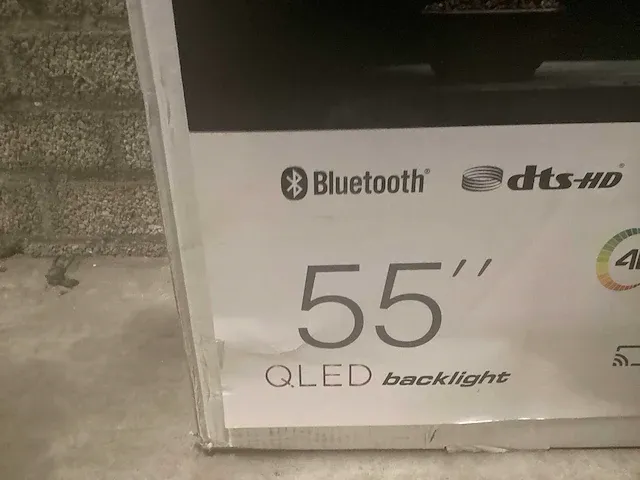 Bluetooth®
dts-HD®
55"
QLED backlight